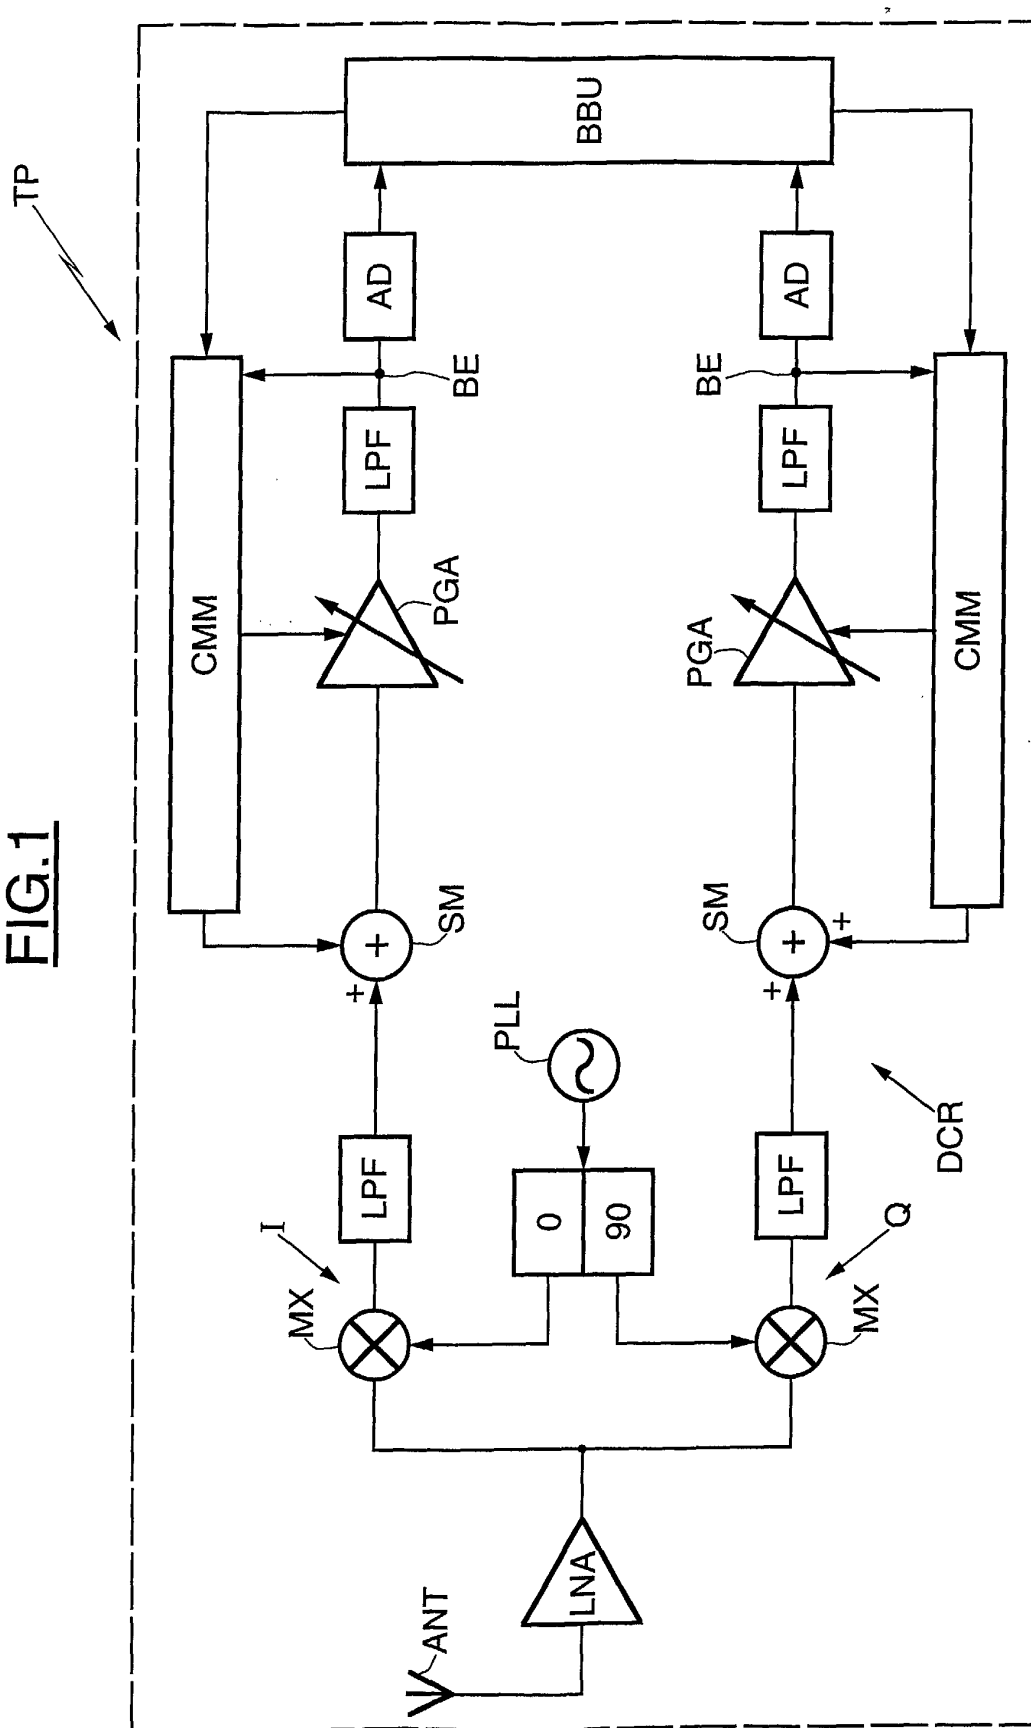 FIG.1
TP
CMM
BBU
I
MX
LPF
+
+
SM
PGA
LPF
BE
AD
ANT
LNA
0
90
PLL
MX
Q
LPF
+
+
+
SM
PGA
LPF
BE
AD
CMM
DCR